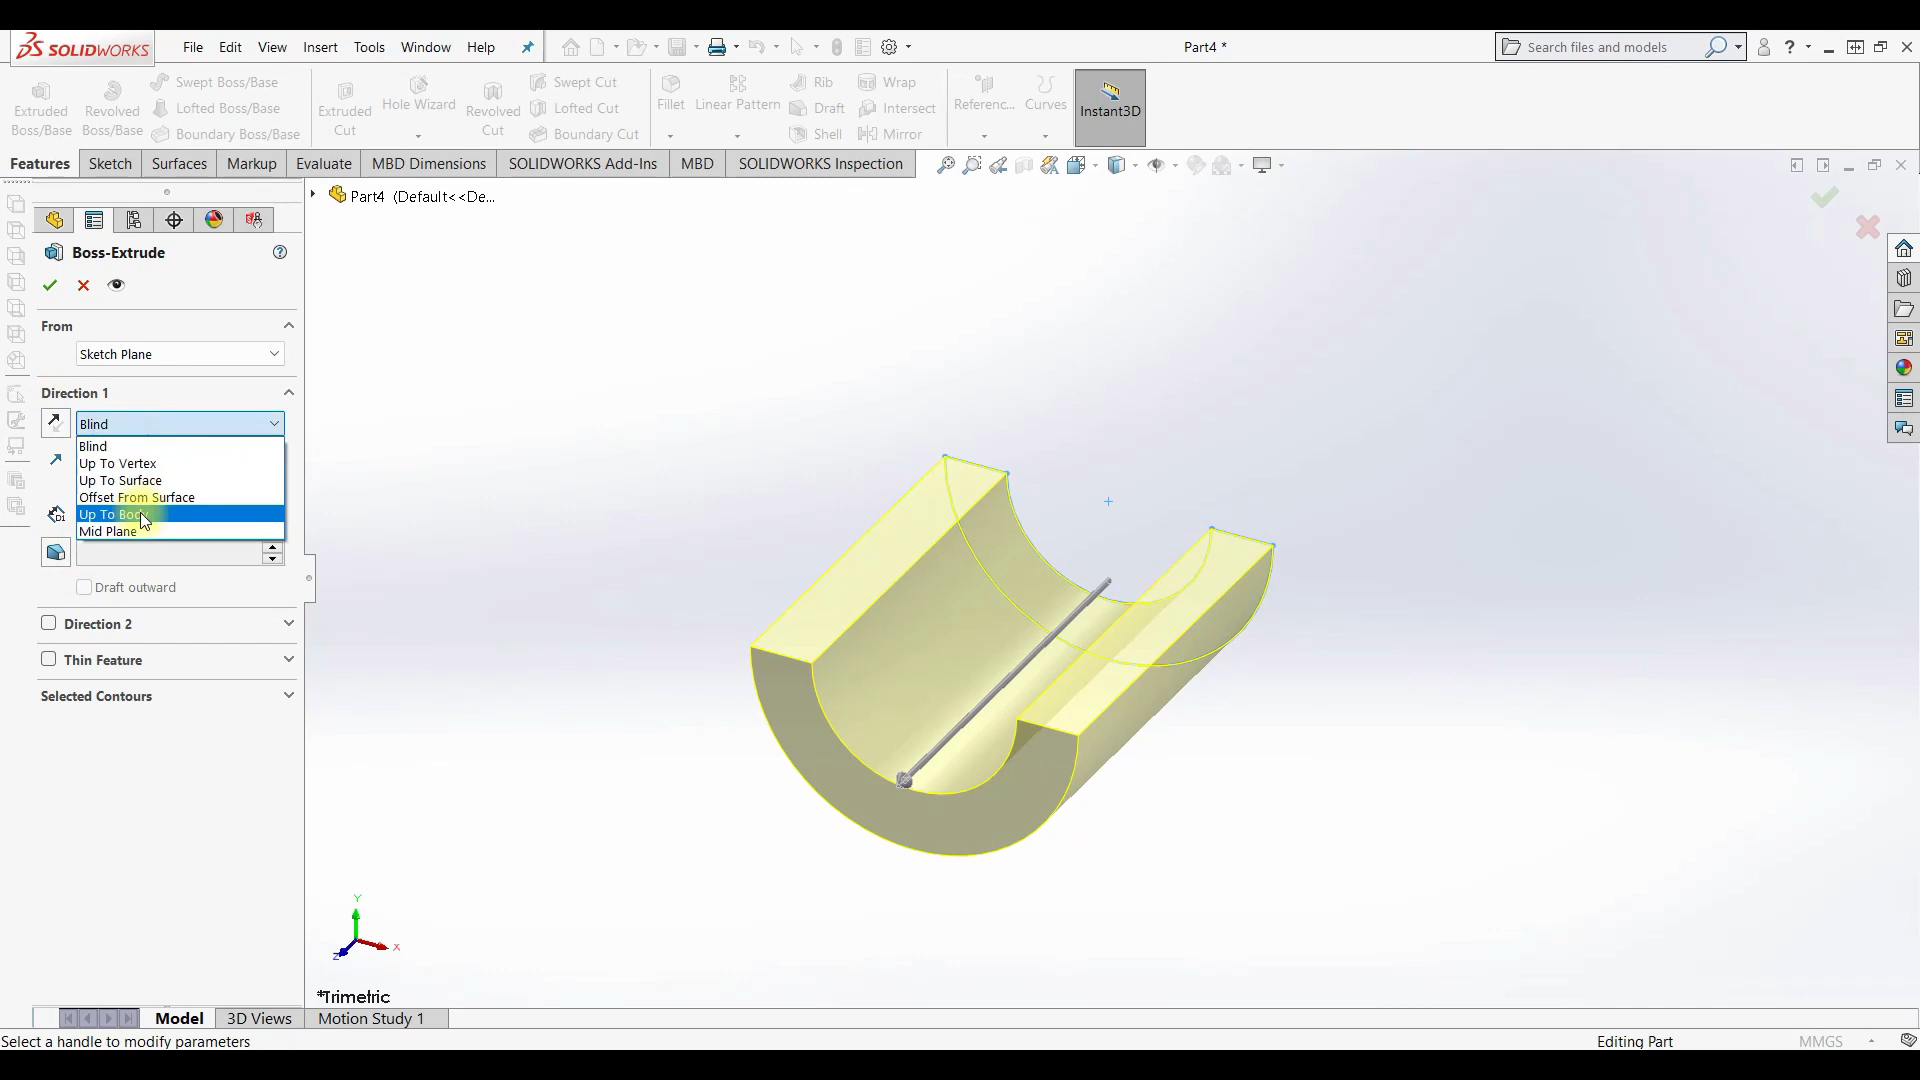 SOLIDWORKS File Edit View Insert Tools Window Help Part4 * Search files and models ?
Extruded Boss/Base
Revolved Boss/Base
Swept Boss/Base
Lofted Boss/Base
Boundary Boss/Base
Extruded Cut
Hole Wizard
Revolved Cut
Swept Cut
Lofted Cut
Boundary Cut
Fillet
Linear Pattern
Rib
Draft
Shell
Wrap
Intersect
Mirror
Referenc...
Curves
Instant3D
Features Sketch Surfaces Markup Evaluate MBD Dimensions SOLIDWORKS Add-Ins MBD SOLIDWORKS Inspection
Part4 (Default<<De...
Boss-Extrude ?
From
Sketch Plane
Direction 1
Blind
Blind
Up To Vertex
Up To Surface
Offset From Surface
D1
Up To Body
Mid Plane
Draft outward
Direction 2
Thin Feature
Selected Contours
Y
X
Z
*Trimetric
Model 3D Views Motion Study 1
Select a handle to modify parameters Editing Part MMGS